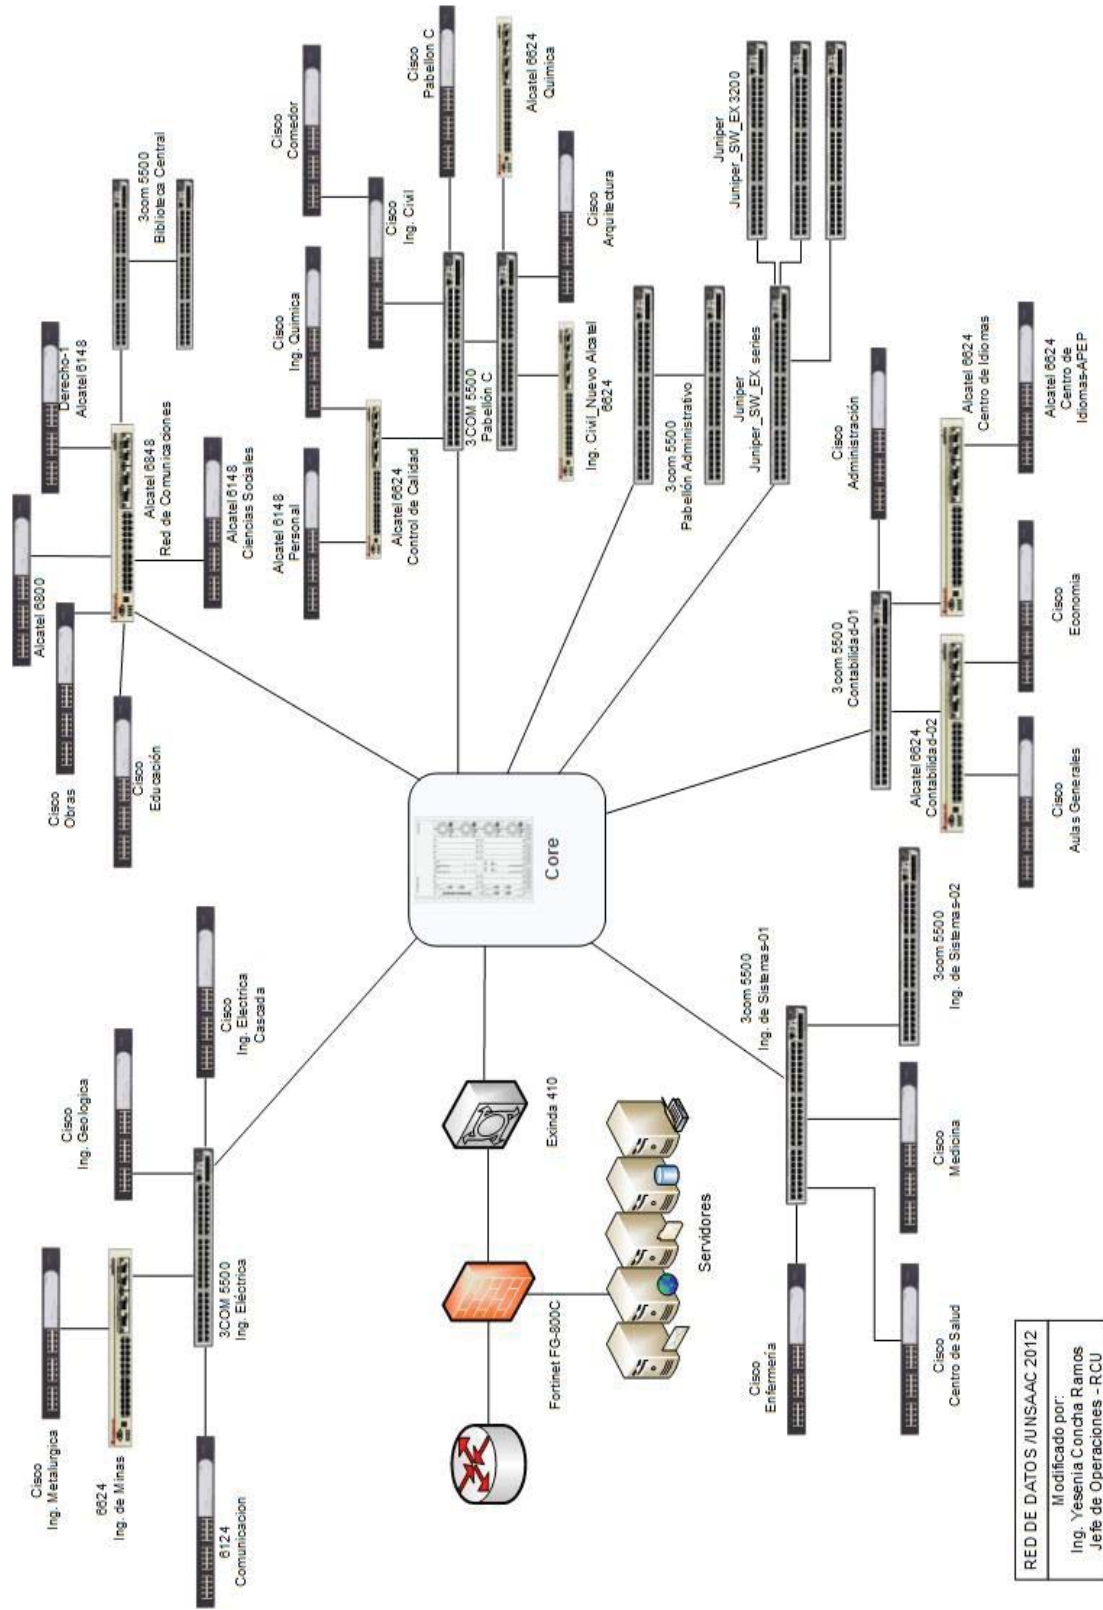 Cisco
Ing. Metalurgica
6624
Ing. de Minas
6124
Comunicacion
3COM 5500
Ing. Eléctrica
Cisco
Ing. Geologica
Cisco
Ing. Electrica
Cascada
Cisco
Obras
Cisco
Educación
Alcatel 6800
Derecho-1
Alcatel 6148
Alcatel 6848
Red de Comunicaciones
Alcatel 6148
Ciencias Sociales
3com 5500
Biblioteca Central
Alcatel 6148
Personal
Cisco
Ing. Quimica
Cisco
Comedor
Alcatel 6624
Control de Calidad
Cisco
Ing. Civil
Cisco
Pabellon C
3COM 5500
Pabellón C
Alcatel 6624
Quimica
Cisco
Arquitectura
Ing. Civil_Nuevo Alcatel
6624
Core
Exinda 410
Fortinet FG-800C
Servidores
3com 5500
Pabellón Administrativo
Juniper
Juniper_SW_EX series
Juniper
Juniper_SW_EX3200
3com 5500
Ing. de Sistemas-01
3com 5500
Ing. de Sistemas-02
Cisco
Enfermeria
Cisco
Medicina
Cisco
Centro de Salud
3com 5500
Contabilidad-01
Cisco
Administración
Alcatel 6624
Contabilidad-02
Alcatel 6624
Centro de Idiomas
Cisco
Aulas Generales
Cisco
Economia
Alcatel 6624
Centro de
Idiomas-APEP
RED DE DATOS /UNSAAC 2012
Modificado por:
Ing. Yesenia Concha Ramos
Jefe de Operaciones - RCU